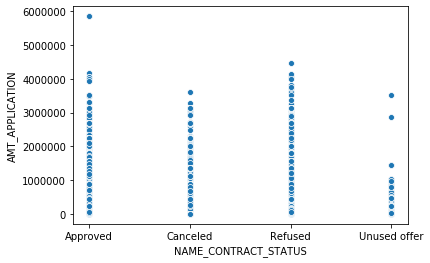 6000000
5000000
4000000
3000000
2000000
1000000
0
AMT_APPLICATION
Approved Canceled Refused Unused offer
NAME_CONTRACT_STATUS